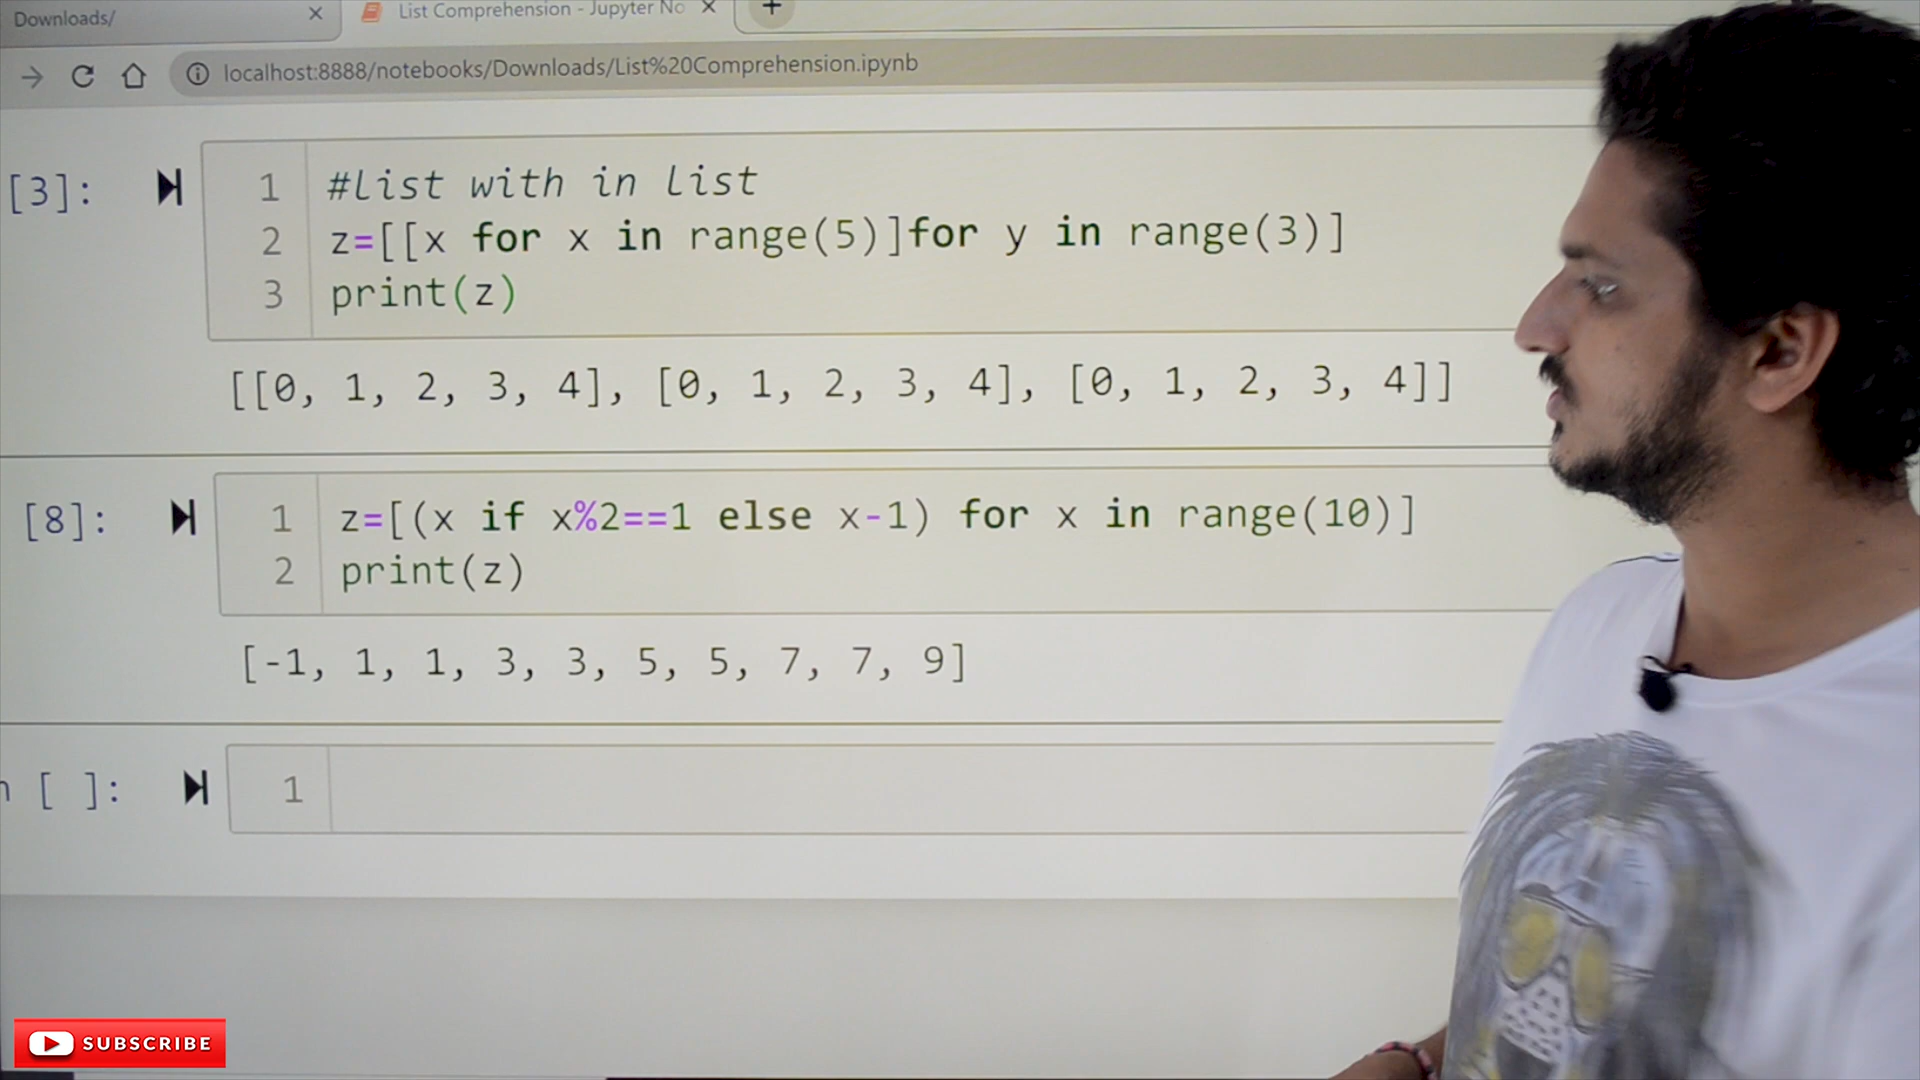 Downloads/
List Comprehension - Jupyter No
localhost:8888/notebooks/Downloads/List%20Comprehension.ipynb
[3]:
1 #List with in List
2 z=[[x for x in range(5)]for y in range(3)]
3 print(z)
[[0, 1, 2, 3, 4], [0, 1, 2, 3, 4], [0, 1, 2, 3, 4]]
[8]:
1 z=[(x if x%2==1 else x-1) for x in range(10)]
2 print(z)
[-1, 1, 1, 3, 3, 5, 5, 7, 7, 9]
n [ ]:
1
SUBSCRIBE